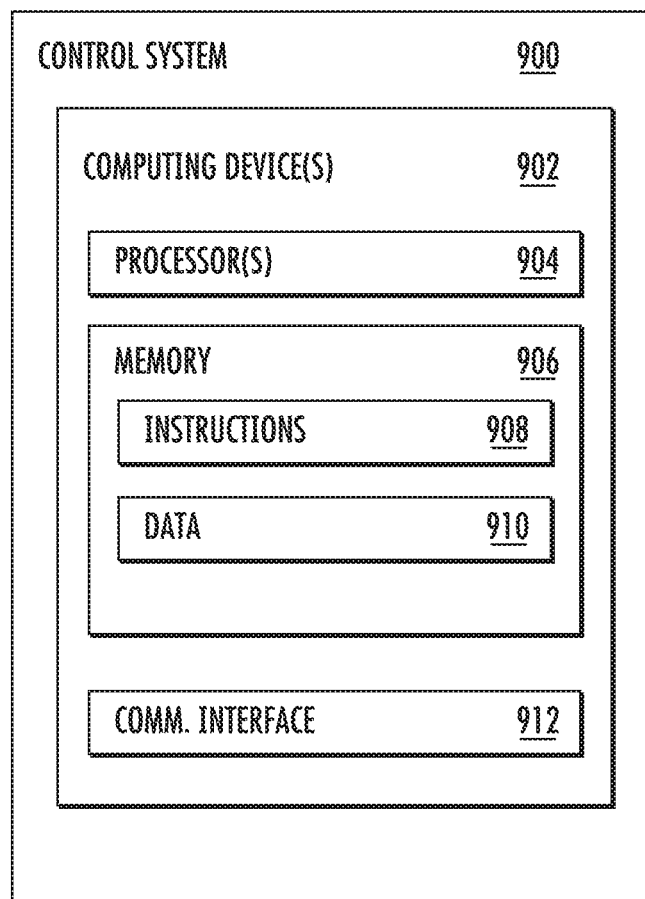 CONTROL SYSTEM 900
COMPUTING DEVICE(S) 902
PROCESSOR(S) 904
MEMORY 906
INSTRUCTIONS 908
DATA 910
COMM. INTERFACE 912